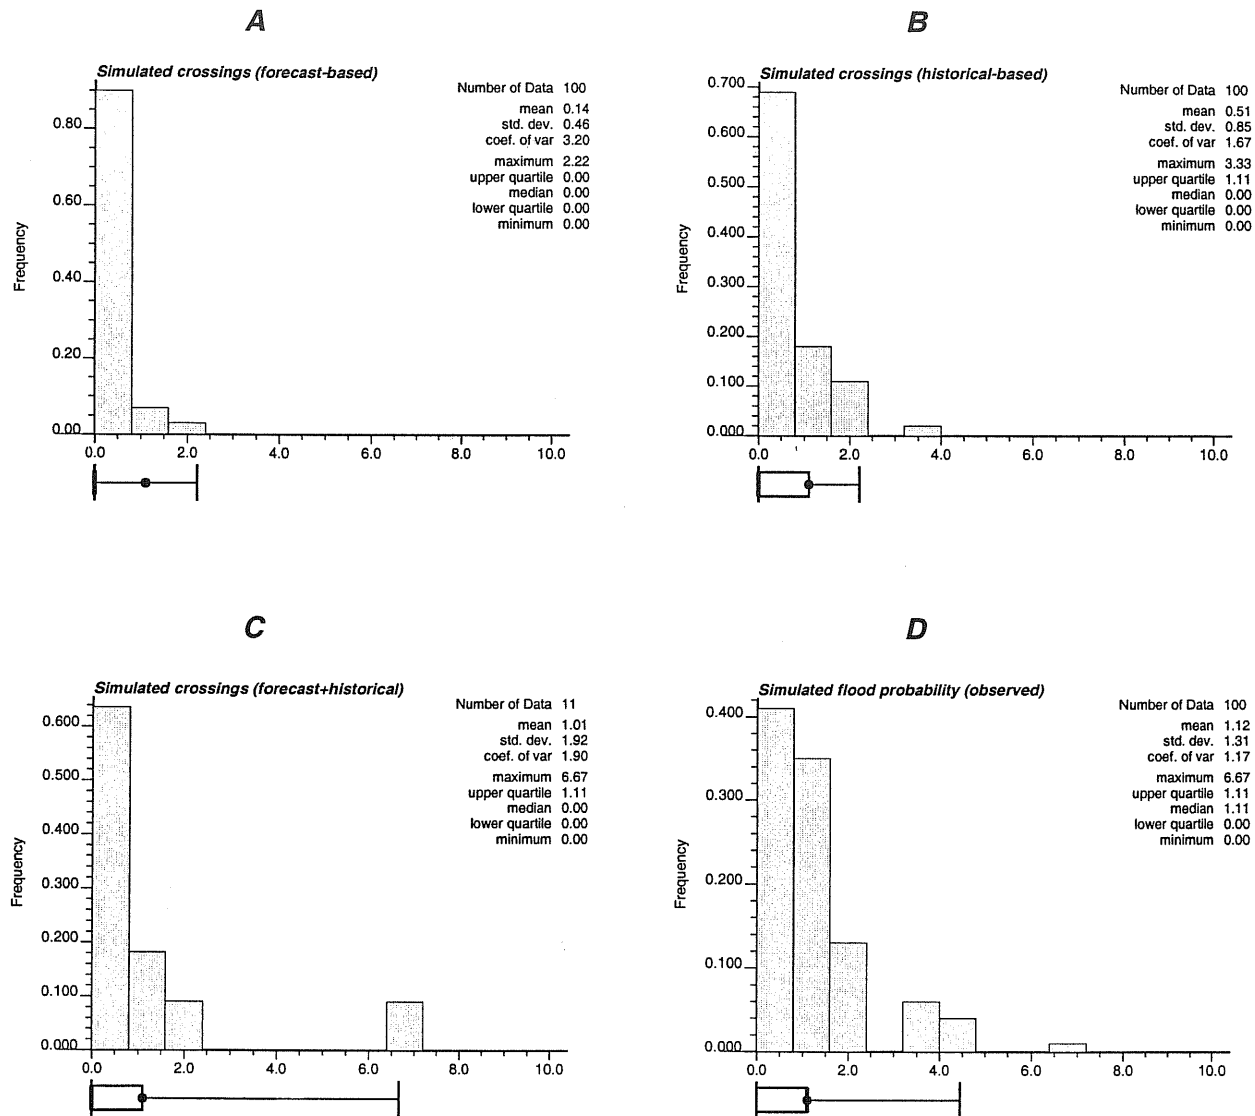 A
Simulated crossings (forecast-based)
Number of Data 100
mean 0.14
std. dev. 0.46
coef. of var 3.20
maximum 2.22
upper quartile 0.00
median 0.00
lower quartile 0.00
minimum 0.00
Frequency
0.80
0.60
0.40
0.20
0.00
0.0 2.0 4.0 6.0 8.0 10.0
B
Simulated crossings (historical-based)
Number of Data 100
mean 0.51
std. dev. 0.85
coef. of var 1.67
maximum 3.33
upper quartile 1.11
median 0.00
lower quartile 0.00
minimum 0.00
Frequency
0.700
0.600
0.500
0.400
0.300
0.200
0.100
0.000
0.0 2.0 4.0 6.0 8.0 10.0
C
Simulated crossings (forecast+historical)
Number of Data 11
mean 1.01
std. dev. 1.92
coef. of var 1.90
maximum 6.67
upper quartile 1.11
median 0.00
lower quartile 0.00
minimum 0.00
Frequency
0.600
0.500
0.400
0.300
0.200
0.100
0.000
0.0 2.0 4.0 6.0 8.0 10.0
D
Simulated flood probability (observed)
Number of Data 100
mean 1.12
std. dev. 1.31
coef. of var 1.17
maximum 6.67
upper quartile 1.11
median 1.11
lower quartile 0.00
minimum 0.00
Frequency
0.400
0.300
0.200
0.100
0.000
0.0 2.0 4.0 6.0 8.0 10.0